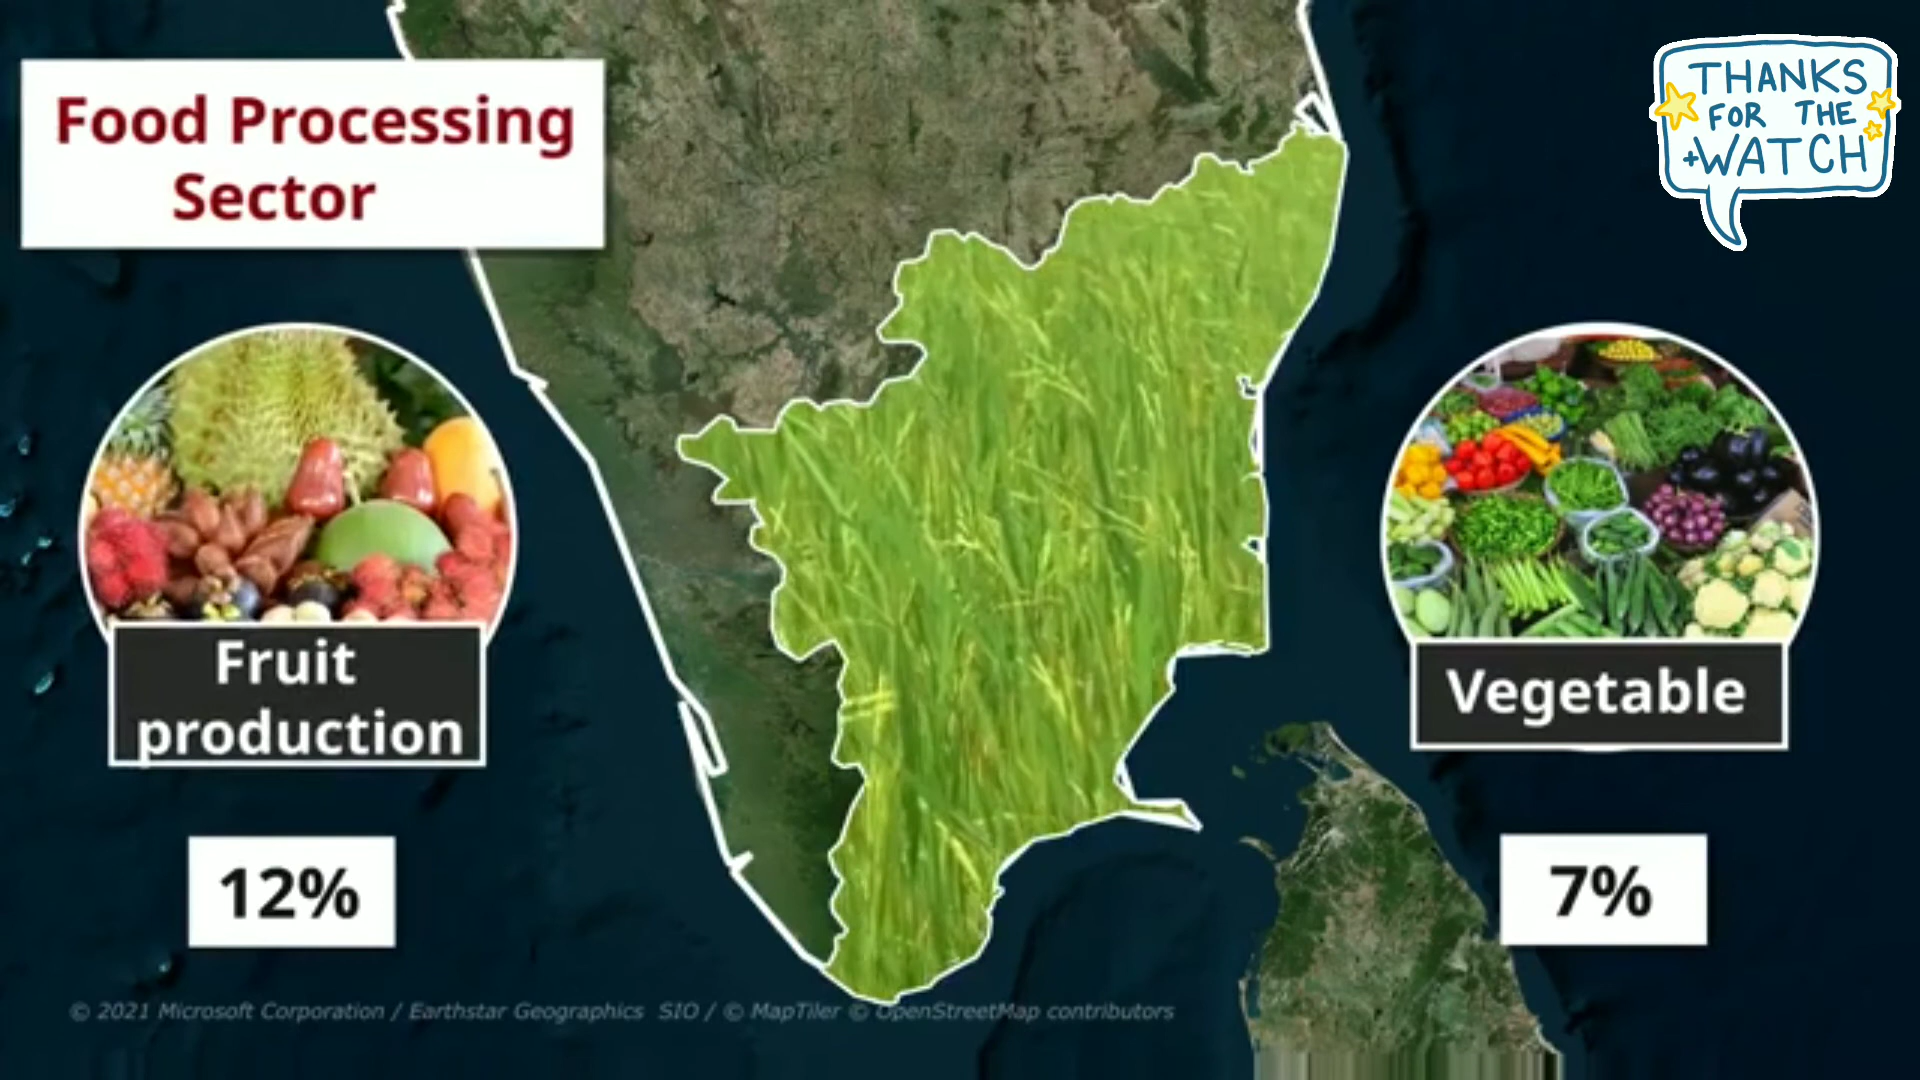 Food Processing
Sector
THANKS
FOR THE
WATCH
Fruit
production
Vegetable
12%
7%
© 2021 Microsoft Corporation / Earthstar Geographics SIO / © MapTiler © OpenStreetMap contributors